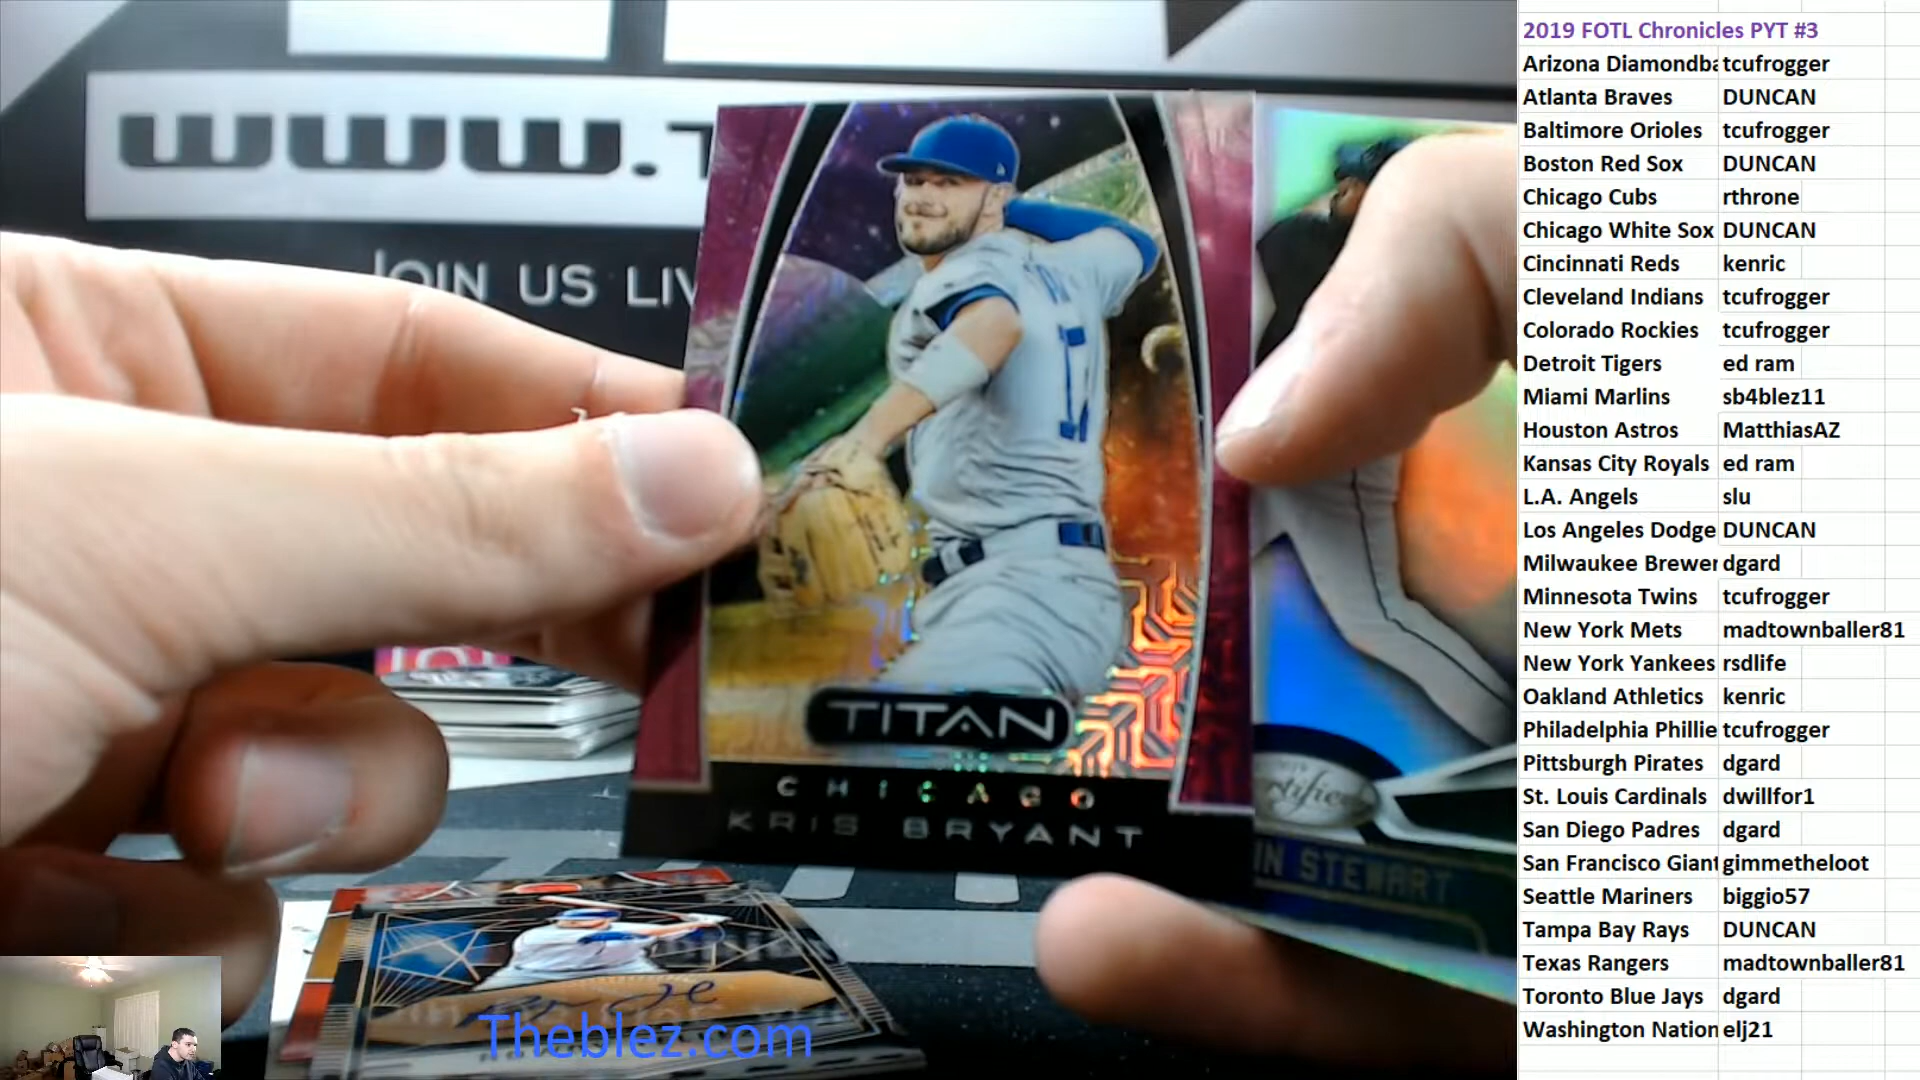 2019 FOTL Chronicles PYT #3
Arizona Diamondba tcufrogger
Atlanta Braves DUNCAN
Baltimore Orioles tcufrogger
Boston Red Sox DUNCAN
Chicago Cubs rthrone
Chicago White Sox DUNCAN
Cincinnati Reds kenric
Cleveland Indians tcufrogger
Colorado Rockies tcufrogger
Detroit Tigers ed ram
Miami Marlins sb4blez11
Houston Astros MatthiasAZ
Kansas City Royals ed ram
L.A. Angels slu
Los Angeles Dodge DUNCAN
Milwaukee Brewer dgard
Minnesota Twins tcufrogger
New York Mets madtownballer81
New York Yankees rsdlife
Oakland Athletics kenric
Philadelphia Phillie tcufrogger
Pittsburgh Pirates dgard
St. Louis Cardinals dwillfor1
San Diego Padres dgard
San Francisco Giant gimmetheloot
Seattle Mariners biggio57
Tampa Bay Rays DUNCAN
Texas Rangers madtownballer81
Toronto Blue Jays dgard
Washington Nation elj21
www.T
JOIN US LIV
17
TITAN
CHICAGO
KRIS BRYANT
IN STEWART
Theblez.com